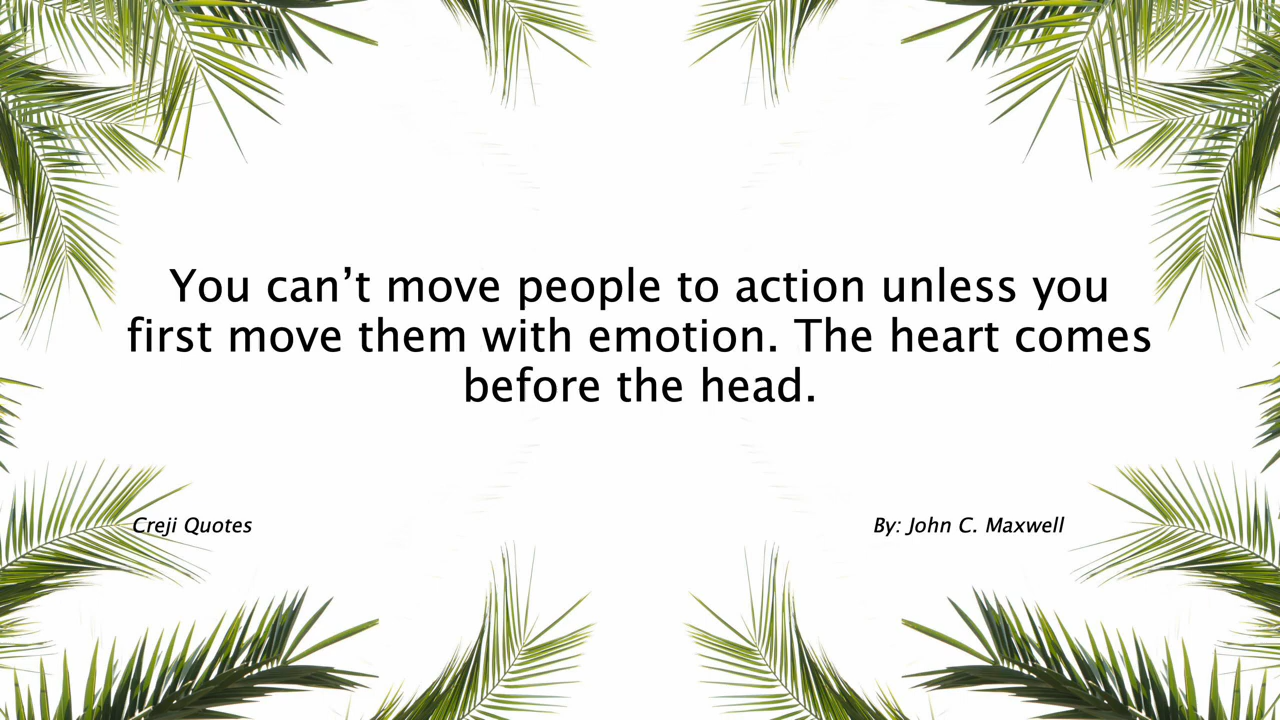 You can’t move people to action unless you
first move them with emotion. The heart comes
before the head.
Creji Quotes
By: John C. Maxwell